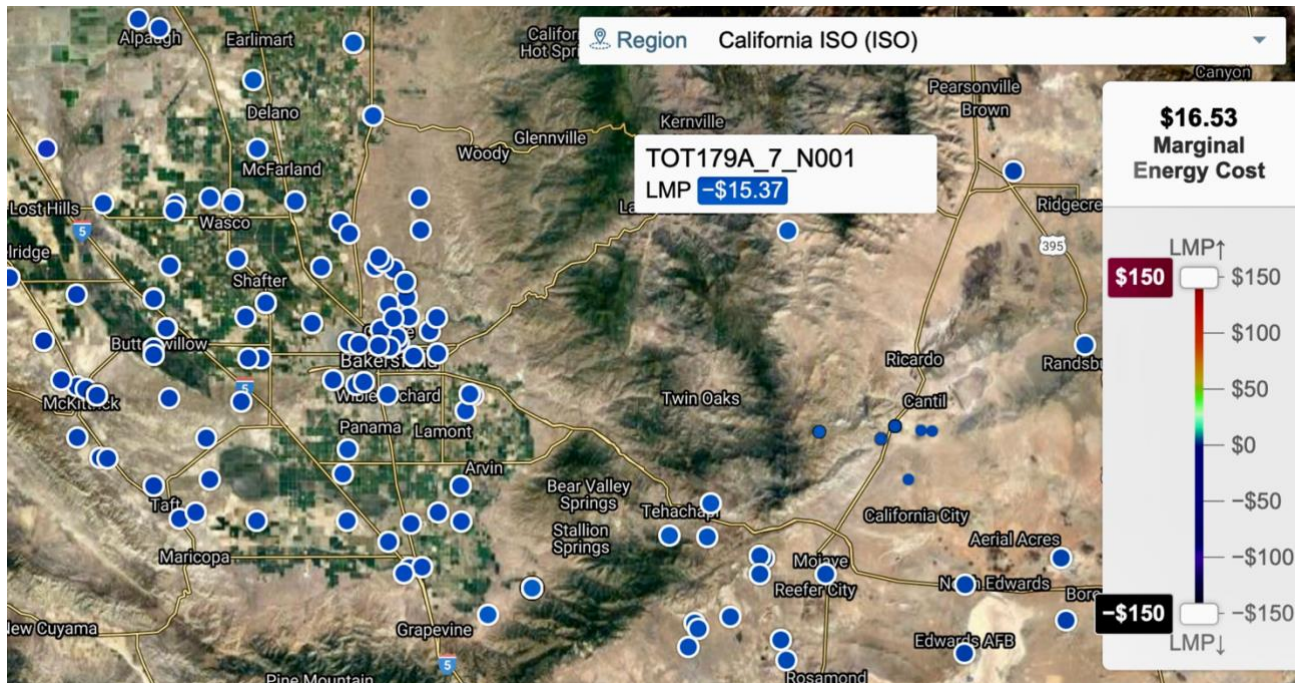 Region California ISO (ISO)
$16.53
Marginal
Energy Cost
LMP↑
$150
$150
$100
$50
$0
−$50
−$100
−$150
−$150
LMP↓
TOT179A_7_N001
LMP −$15.37
Alpaugh
Earlimart
Delano
McFarland
Woody
Glennville
Kernville
Pearsonville
Brown
Canyon
Lost Hills
5
Wasco
Shafter
395
Buttonwillow
Bakersfield
McKittrick
5
Panama
Lamont
Arvin
Ricardo
Cantil
Twin Oaks
Bear Valley
Springs
Stallion
Springs
Tehachapi
California City
Taft
Maricopa
Mojave
Reefer City
Aerial Acres
North Edwards
Edwards AFB
New Cuyama
Grapevine
5
Pine Mountain
Rosamond